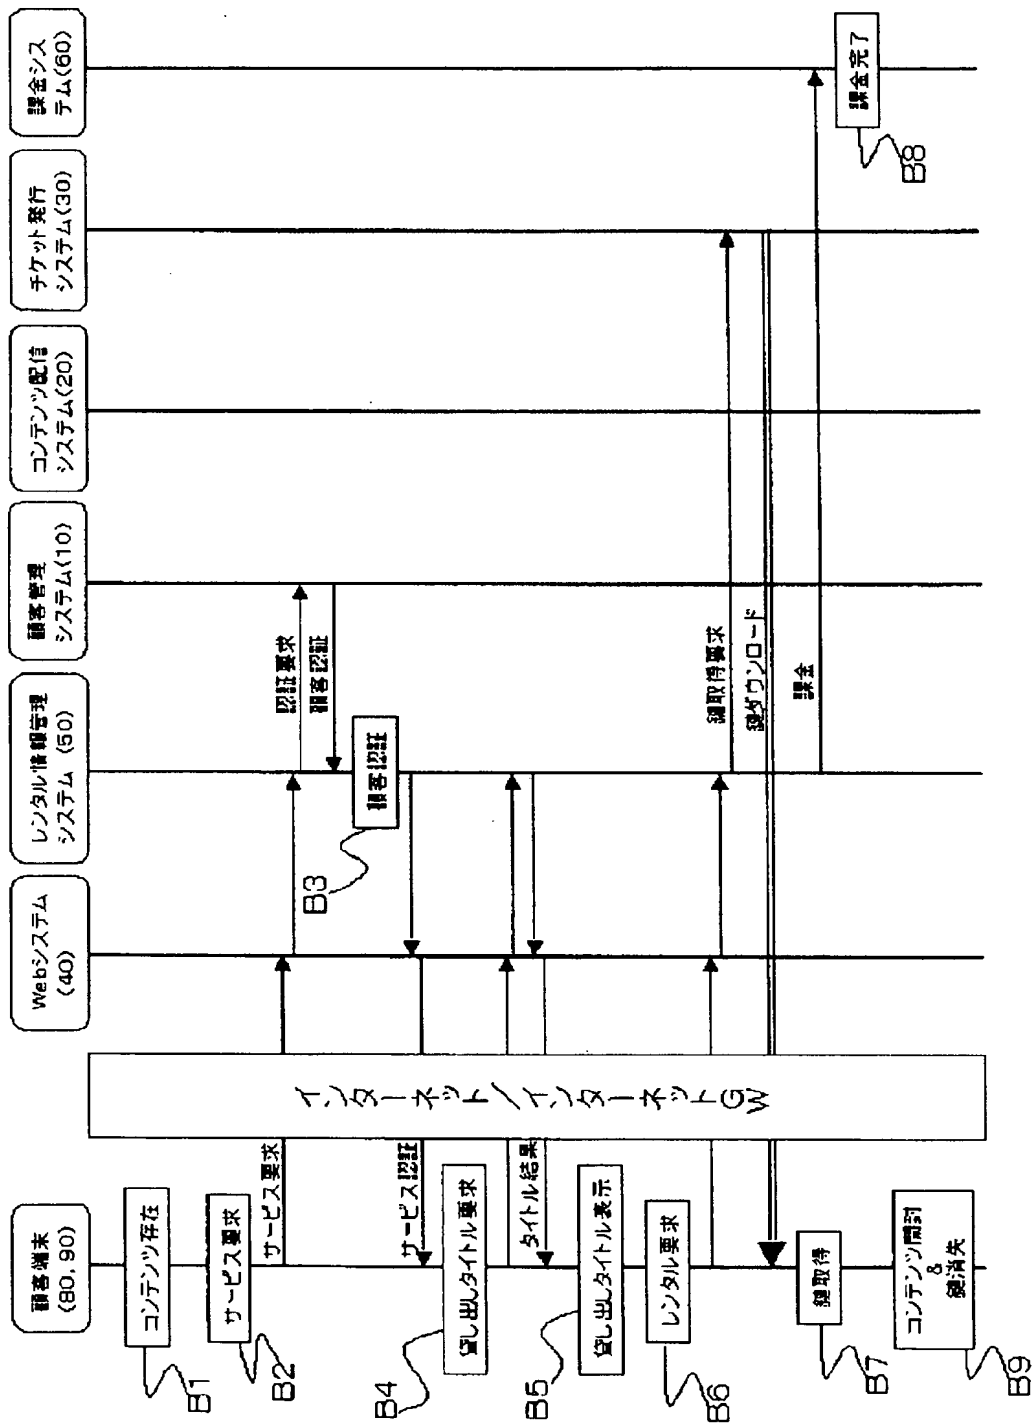 顧客端末
(80, 90)
Webシステム
(40)
レンタル情報管理
システム (50)
顧客管理
システム(10)
コンテンツ配信
システム(20)
チケット発行
システム(30)
課金シス
テム(60)
インターネット/インターネットGW
コンテンツ存在
B1
サービス要求
B2
サービス要求
認証要求
顧客認証
顧客認証
B3
サービス認証
貸し出しタイトル要求
B4
タイトル結果
貸し出しタイトル表示
B5
レンタル要求
B6
鍵取得要求
鍵ダウンロード
鍵取得
B7
課金
課金完了
B8
コンテンツ開封
&
鍵消失
B9